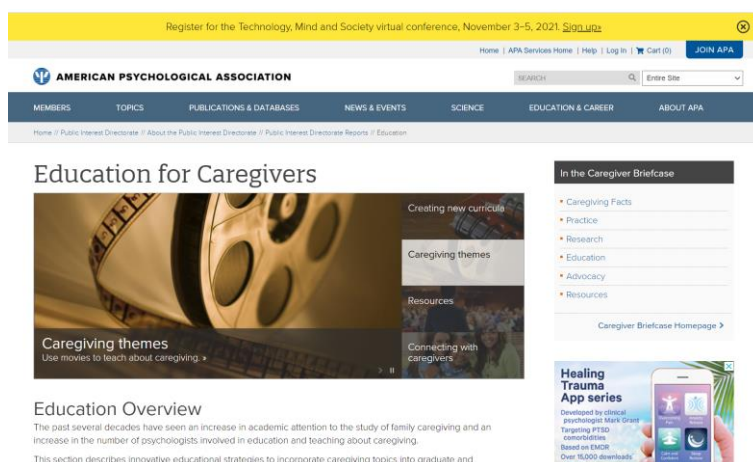 Register for the Technology, Mind and Society virtual conference, November 3–5, 2021. Sign up»
Home | APA Services Home | Help | Log In | Cart (0) JOIN APA
AMERICAN PSYCHOLOGICAL ASSOCIATION
SEARCH Entire Site
MEMBERS TOPICS PUBLICATIONS & DATABASES NEWS & EVENTS SCIENCE EDUCATION & CAREER ABOUT APA
Home // Public Interest Directorate // About the Public Interest Directorate // Public Interest Directorate Reports // Education
Education for Caregivers
Creating new curricula
Caregiving themes
Resources
Connecting with
caregivers
Caregiving themes
Use movies to teach about caregiving. »
Education Overview
The past several decades have seen an increase in academic attention to the study of family caregiving and an
increase in the number of psychologists involved in education and teaching about caregiving.
This section describes innovative educational strategies to incorporate caregiving topics into graduate and
In the Caregiver Briefcase
Caregiving Facts
Practice
Research
Education
Advocacy
Resources
Caregiver Briefcase Homepage >
Healing
Trauma
App series
Developed by clinical
psychologist Mark Grant
Targeting PTSD
comorbidities
Based on EMDR
Over 15,000 downloads